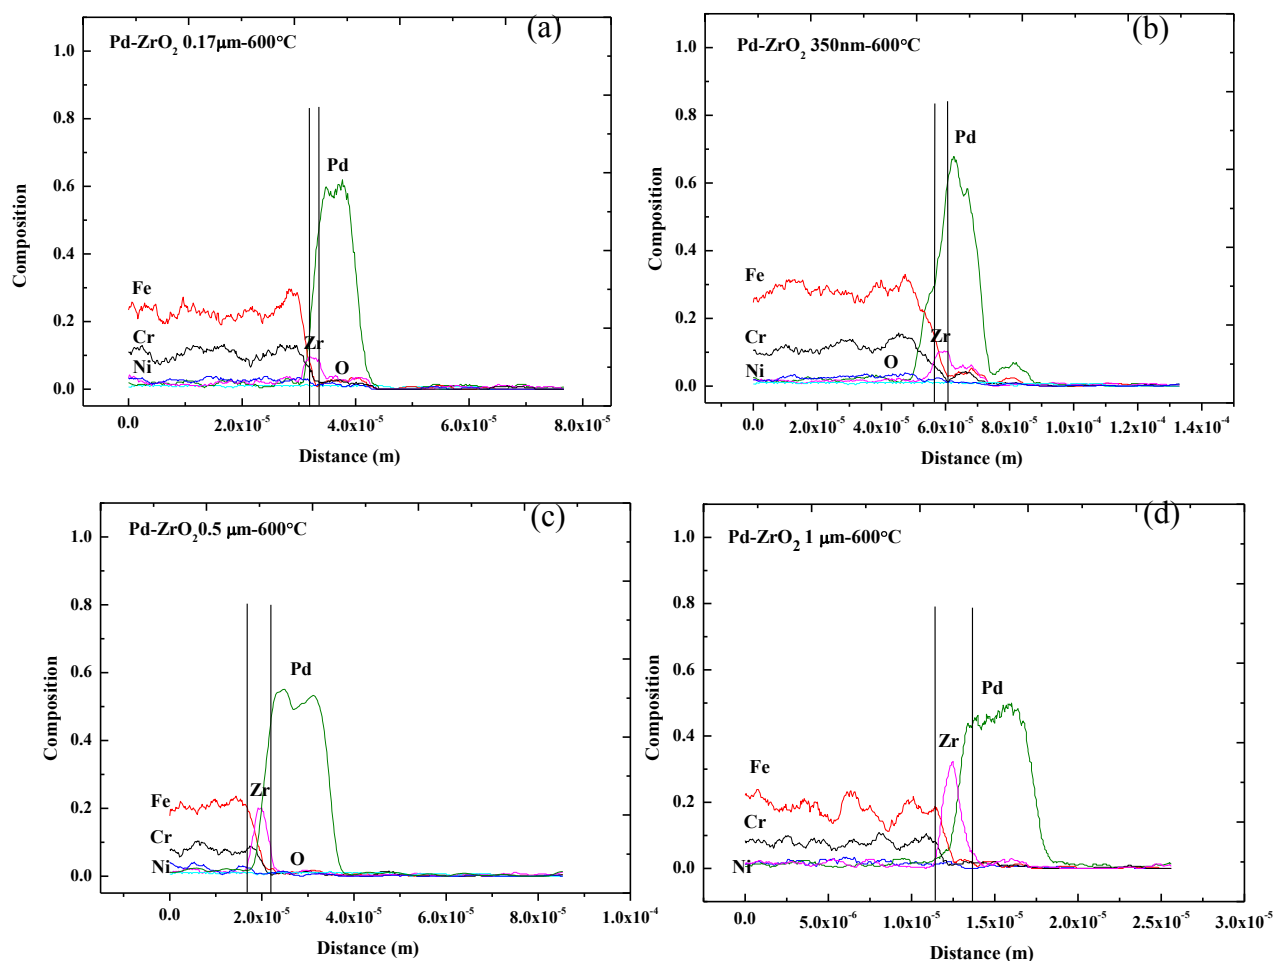 (a)
Pd-ZrO2 0.17μm-600°C
1.0
0.8
0.6
0.4
0.2
0.0
Composition
Pd
Fe
Cr
Zr
Ni
O
0.0 2.0x10-5 4.0x10-5 6.0x10-5 8.0x10-5
Distance (m)
(b)
Pd-ZrO2 350nm-600°C
1.0
0.8
0.6
0.4
0.2
0.0
Composition
Pd
Fe
Cr
Zr
O
Ni
0.0 2.0x10-5 4.0x10-5 6.0x10-5 8.0x10-5 1.0x10-4 1.2x10-4 1.4x10-4
Distance (m)
(c)
Pd-ZrO2 0.5 μm-600°C
1.0
0.8
0.6
0.4
0.2
0.0
Composition
Pd
Fe
Zr
Cr
Ni
O
0.0 2.0x10-5 4.0x10-5 6.0x10-5 8.0x10-5 1.0x10-4
Distance (m)
(d)
Pd-ZrO2 1 μm-600°C
1.0
0.8
0.6
0.4
0.2
0.0
Composition
Pd
Zr
Fe
Cr
Ni
0.0 5.0x10-6 1.0x10-5 1.5x10-5 2.0x10-5 2.5x10-5 3.0x10-5
Distance (m)